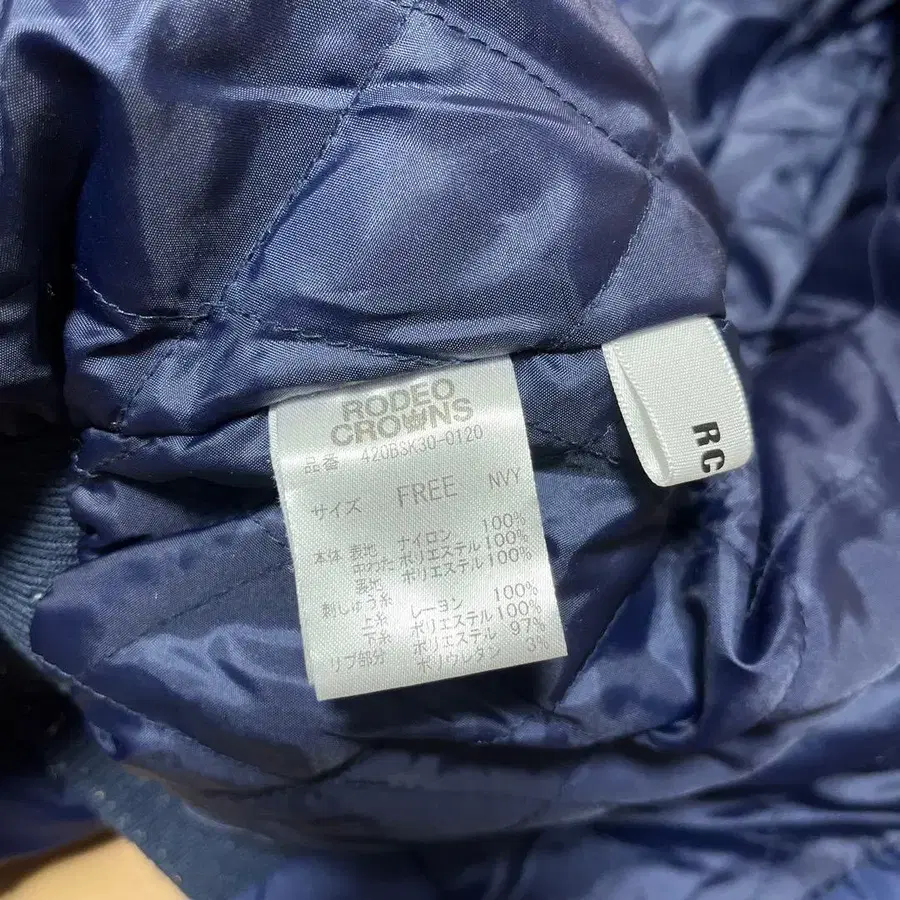 RODEO
CROWNS
品番 420BSK30-0120
サイズ FREE NVY
本体 表地 ナイロン 100%
中わた ポリエステル 100%
裏地 ポリエステル 100%
刺しゅう糸
上糸 レーヨン 100%
下糸 ポリエステル 100%
リブ部分 ポリエステル 97%
ポリウレタン 3%
RC